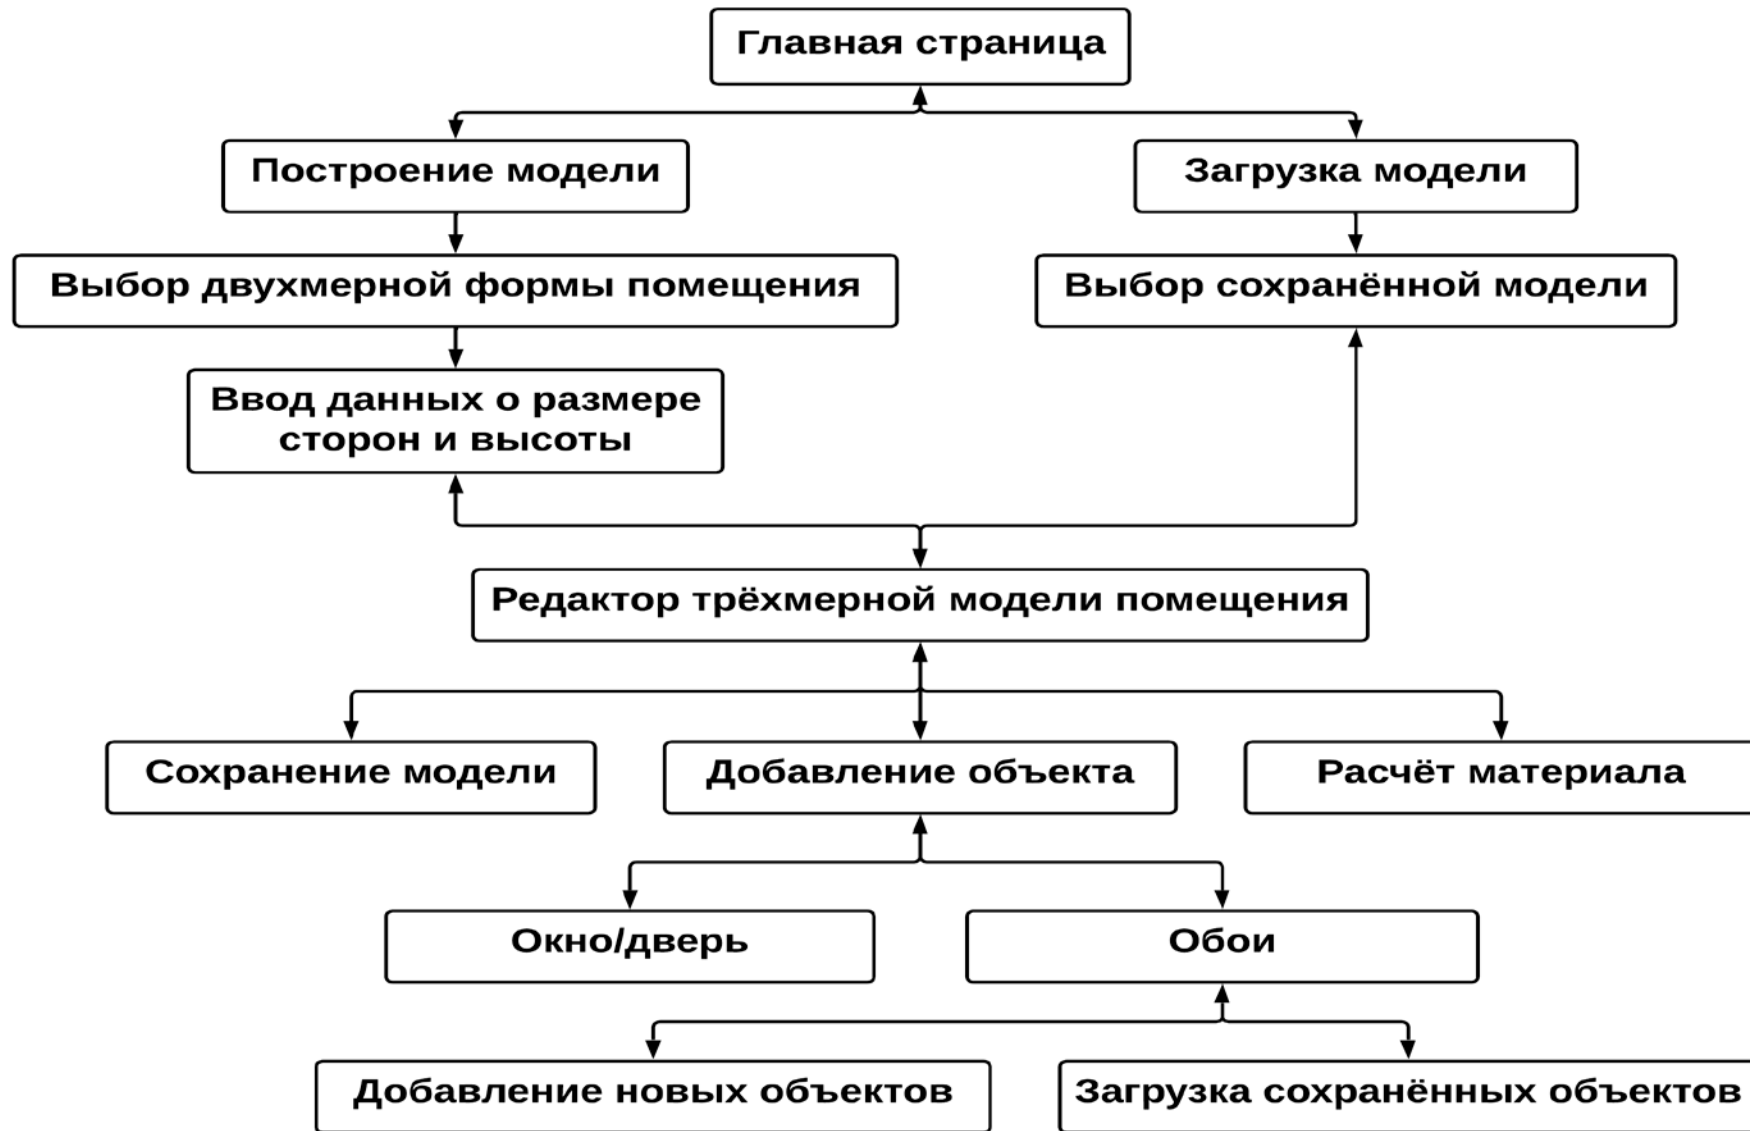 Главная страница
Построение модели
Загрузка модели
Выбор двухмерной формы помещения
Выбор сохранённой модели
Ввод данных о размере
сторон и высоты
Редактор трёхмерной модели помещения
Сохранение модели
Добавление объекта
Расчёт материала
Окно/дверь
Обои
Добавление новых объектов
Загрузка сохранённых объектов